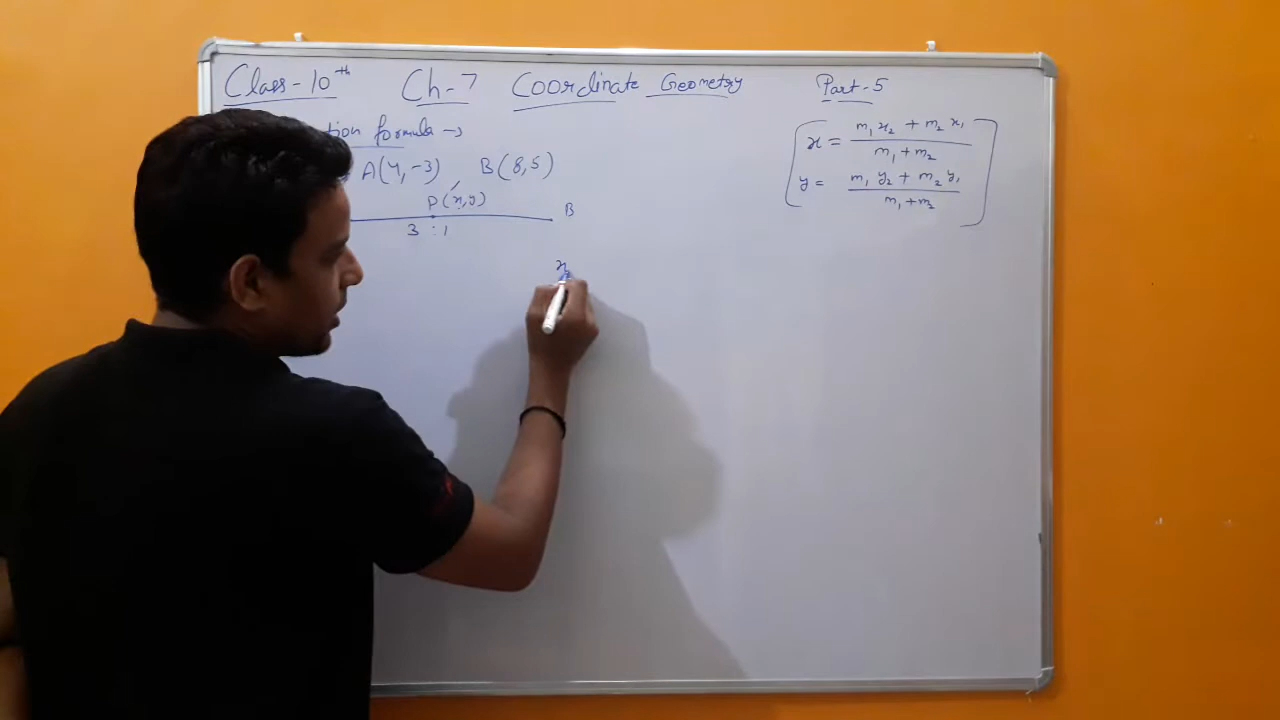 Class-10th Ch-7 Coordinate Geometry Part-5
tion formula →
A(4,-3) B(8,5)
P(x,y)
B
3 : 1
x₂
x = m₁x₂ + m₂x₁
m₁+m₂
y = m₁y₂ + m₂y₁
m₁+m₂